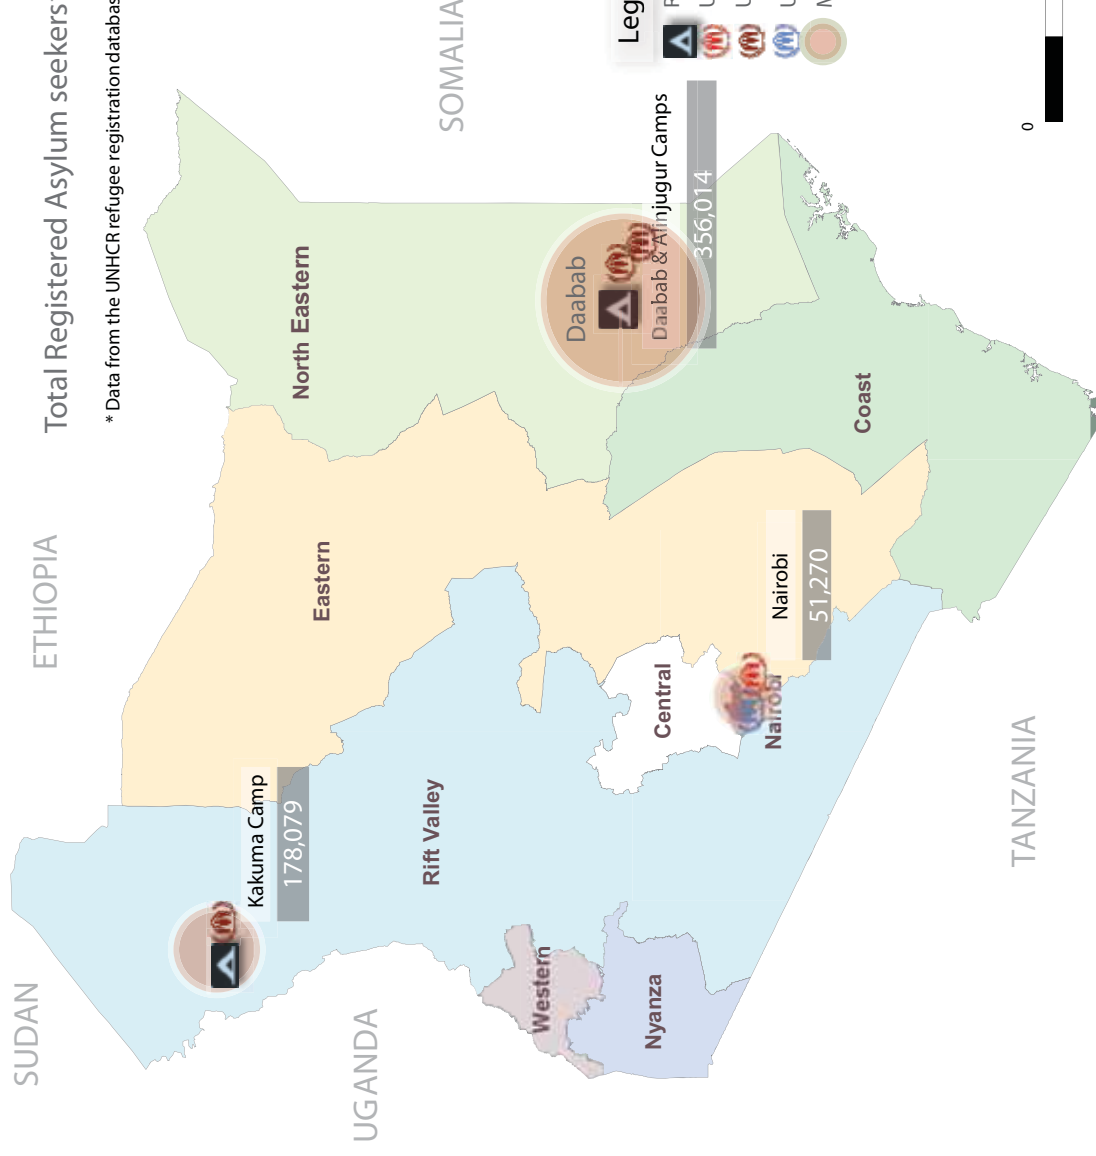 Total Registered Asylum seekers
* Data from the UNHCR refugee registration databas
SUDAN
ETHIOPIA
SOMALIA
UGANDA
TANZANIA
Kakuma Camp
178,079
Eastern
North Eastern
Rift Valley
Daabab
Daabab & Alinjugur Camps
356,014
Western
Nyanza
Central
Nairobi
Nairobi
51,270
Coast
Leg
R
U
U
U
M
0